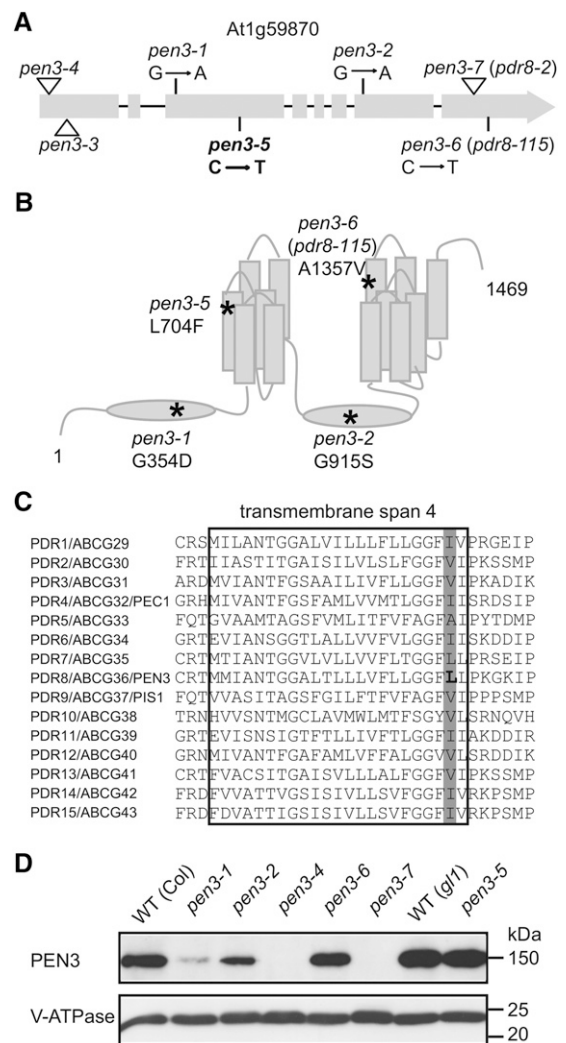 A
At1g59870
pen3-4
pen3-1
G → A
pen3-2
G → A
pen3-7 (pdr8-2)
pen3-3
pen3-5
C → T
pen3-6 (pdr8-115)
C → T
B
pen3-6
(pdr8-115)
A1357V
pen3-5
L704F
1469
1
pen3-1
G354D
pen3-2
G915S
C
transmembrane span 4
PDR1/ABCG29 CRSMILANTGGALVILLLFLLGGFIVPRGEIP
PDR2/ABCG30 FRTIIASTITGAISIVLSLFGGFVIPKSSMP
PDR3/ABCG31 ARDMVIANTFGSAAILIVFLLGGFVIPKADIK
PDR4/ABCG32/PEC1 GRHMIVANTFGSFAMLVVMTLGGFIISRDSIP
PDR5/ABCG33 FQTGVAAMTAGSFVMLITFVFAGFAIPYTDMP
PDR6/ABCG34 GRTEVIANSGGTLALLVVFLLGGFIISKDDIP
PDR7/ABCG35 CRTMTIANTGGVLVLLVVFLTGGFLLPRSEIP
PDR8/ABCG36/PEN3 CRTMMIANTGGALTLLLVFLLGGFLLPKGKIP
PDR9/ABCG37/PIS1 FQTVVASITAGSFGILFTFVFAGFVIPPPSMP
PDR10/ABCG38 TRNHVVSNTMGCLAVMWLMTFSGYVLSRNQVH
PDR11/ABCG39 GRTEVISNSIGTFTLLIVFTLGGFIIAKDDIR
PDR12/ABCG40 GRNMIVANTFGAFAMLVFFALGGVVLSRDDIK
PDR13/ABCG41 CRTFVACSITGAISVLLLALFGGFVIPKSSMP
PDR14/ABCG42 FRDFVVATTVGSISIVLLSVFGGFIVRKPSMP
PDR15/ABCG43 FRDFDVATTIGSISIVLLSVFGGFIVRKPSMP
D
WT (Col)
pen3-1
pen3-2
pen3-4
pen3-6
pen3-7
WT (gl1)
pen3-5
kDa
PEN3
150
V-ATPase
25
20